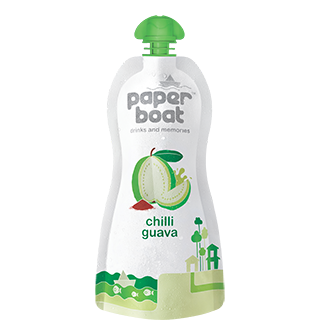 paper
boat
drinks and memories
chilli
guava